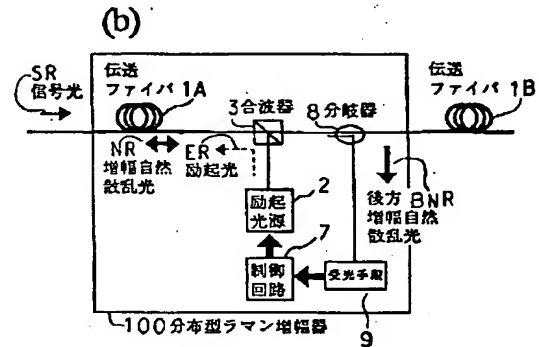 (b)
SR
信号光
伝送
ファイバ 1A
3合波器
8分岐器
伝送
ファイバ 1B
NR
増幅自然
散乱光
ER
励起光
励起
光源
2
後方 BNR
増幅自然
散乱光
7
制御
回路
受光手段
9
100分布型ラマン増幅器